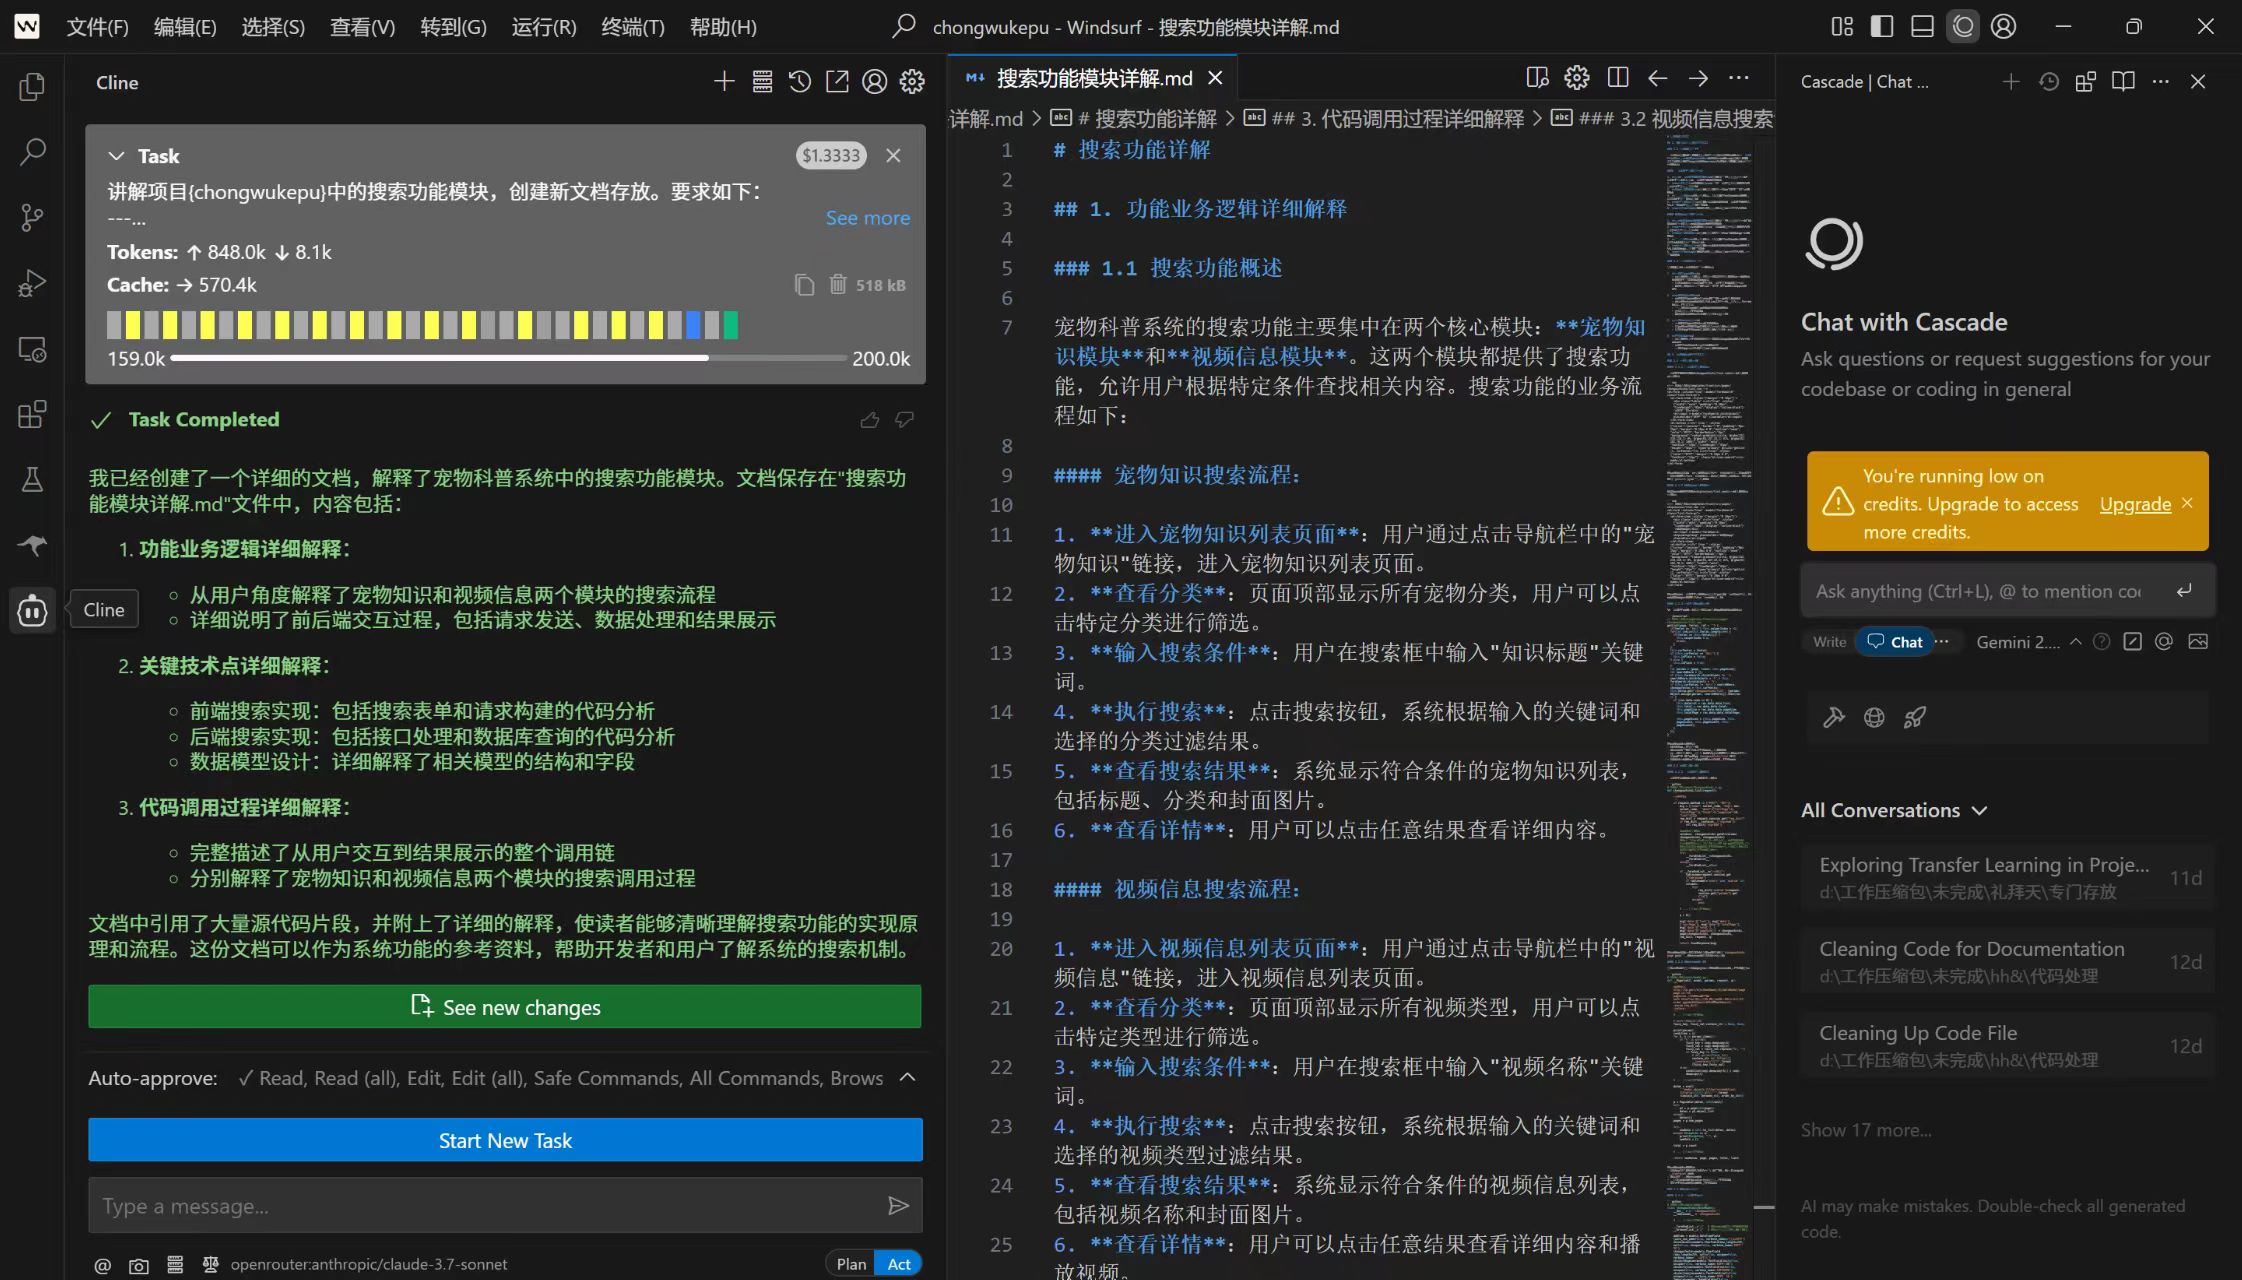 文件(F) 编辑(E) 选择(S) 查看(V) 转到(G) 运行(R) 终端(T) 帮助(H)
chongwukepu - Windsurf - 搜索功能模块详解.md
Cline
Task
$1.3333
讲解项目{chongwukepu}中的搜索功能模块，创建新文档存放。要求如下：
---...
See more
Tokens: ↑ 848.0k ↓ 8.1k
Cache: → 570.4k
518 kB
159.0k
200.0k
Task Completed
我已经创建了一个详细的文档，解释了宠物科普系统中的搜索功能模块。文档保存在"搜索功
能模块详解.md"文件中，内容包括：
1. 功能业务逻辑详细解释：
○ 从用户角度解释了宠物知识和视频信息两个模块的搜索流程
○ 详细说明了前后端交互过程，包括请求发送、数据处理和结果展示
2. 关键技术点详细解释：
○ 前端搜索实现：包括搜索表单和请求构建的代码分析
○ 后端搜索实现：包括接口处理和数据库查询的代码分析
○ 数据模型设计：详细解释了相关模型的结构和字段
3. 代码调用过程详细解释：
○ 完整描述了从用户交互到结果展示的整个调用链
○ 分别解释了宠物知识和视频信息两个模块的搜索调用过程
文档中引用了大量源代码片段，并附上了详细的解释，使读者能够清晰理解搜索功能的实现原
理和流程。这份文档可以作为系统功能的参考资料，帮助开发者和用户了解系统的搜索机制。
See new changes
Auto-approve: ✓ Read, Read (all), Edit, Edit (all), Safe Commands, All Commands, Brows
Start New Task
Type a message...
@ openrouter:anthropic/claude-3.7-sonnet
Plan Act
Cline
搜索功能模块详解.md
详解.md > # 搜索功能详解 > ## 3. 代码调用过程详细解释 > ### 3.2 视频信息搜索
1 # 搜索功能详解
2
3 ## 1. 功能业务逻辑详细解释
4
5 ### 1.1 搜索功能概述
6
7 宠物科普系统的搜索功能主要集中在两个核心模块：**宠物知
识模块**和**视频信息模块**。这两个模块都提供了搜索功
能，允许用户根据特定条件查找相关内容。搜索功能的业务流
程如下：
8
9 #### 宠物知识搜索流程：
10
11 1. **进入宠物知识列表页面**：用户通过点击导航栏中的"宠
物知识"链接，进入宠物知识列表页面。
12 2. **查看分类**：页面顶部显示所有宠物分类，用户可以点
击特定分类进行筛选。
13 3. **输入搜索条件**：用户在搜索框中输入"知识标题"关键
词。
14 4. **执行搜索**：点击搜索按钮，系统根据输入的关键词和
选择的分类过滤结果。
15 5. **查看搜索结果**：系统显示符合条件的宠物知识列表，
包括标题、分类和封面图片。
16 6. **查看详情**：用户可以点击任意结果查看详细内容。
17
18 #### 视频信息搜索流程：
19
20 1. **进入视频信息列表页面**：用户通过点击导航栏中的"视
频信息"链接，进入视频信息列表页面。
21 2. **查看分类**：页面顶部显示所有视频类型，用户可以点
击特定类型进行筛选。
22 3. **输入搜索条件**：用户在搜索框中输入"视频名称"关键
词。
23 4. **执行搜索**：点击搜索按钮，系统根据输入的关键词和
选择的视频类型过滤结果。
24 5. **查看搜索结果**：系统显示符合条件的视频信息列表，
包括视频名称和封面图片。
25 6. **查看详情**：用户可以点击任意结果查看详细内容和播
放视频。
Cascade | Chat ...
Chat with Cascade
Ask questions or request suggestions for your
codebase or coding in general
You're running low on
credits. Upgrade to access
more credits.
Upgrade
Ask anything (Ctrl+L), @ to mention co
Write Chat Gemini 2....
All Conversations
Exploring Transfer Learning in Proje... 11d
d:\工作压缩包\未完成\礼拜天\专门存放
Cleaning Code for Documentation 12d
d:\工作压缩包\未完成\hh&\代码处理
Cleaning Up Code File 12d
d:\工作压缩包\未完成\hh&\代码处理
Show 17 more...
AI may make mistakes. Double-check all generated
code.